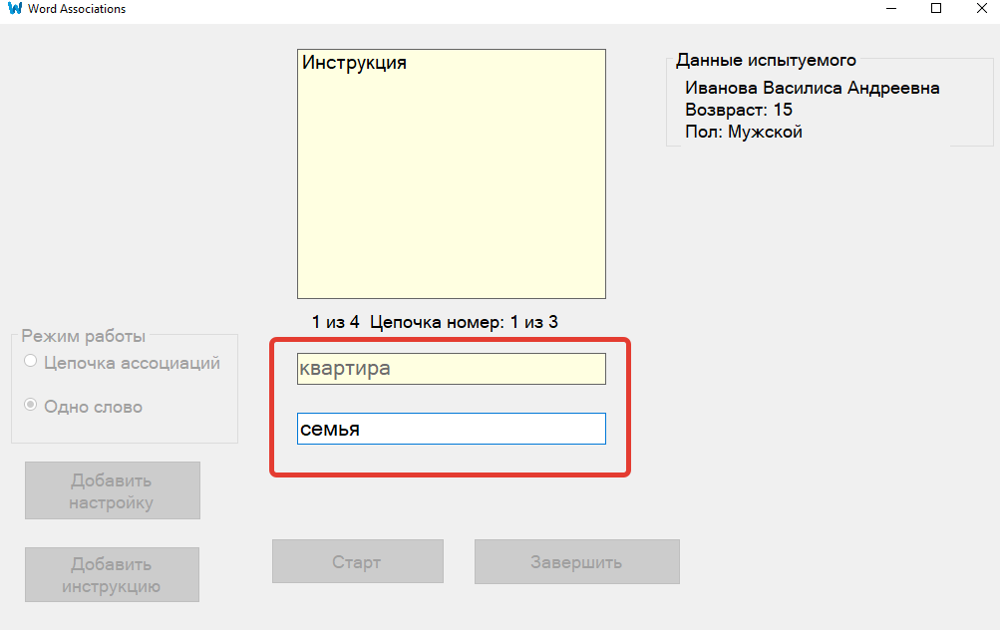 Word Associations
Инструкция
Данные испытуемого
Иванова Василиса Андреевна
Возвраст: 15
Пол: Мужской
1 из 4 Цепочка номер: 1 из 3
Режим работы
Цепочка ассоциаций
Одно слово
квартира
семья
Добавить
настройку
Добавить
инструкцию
Старт
Завершить